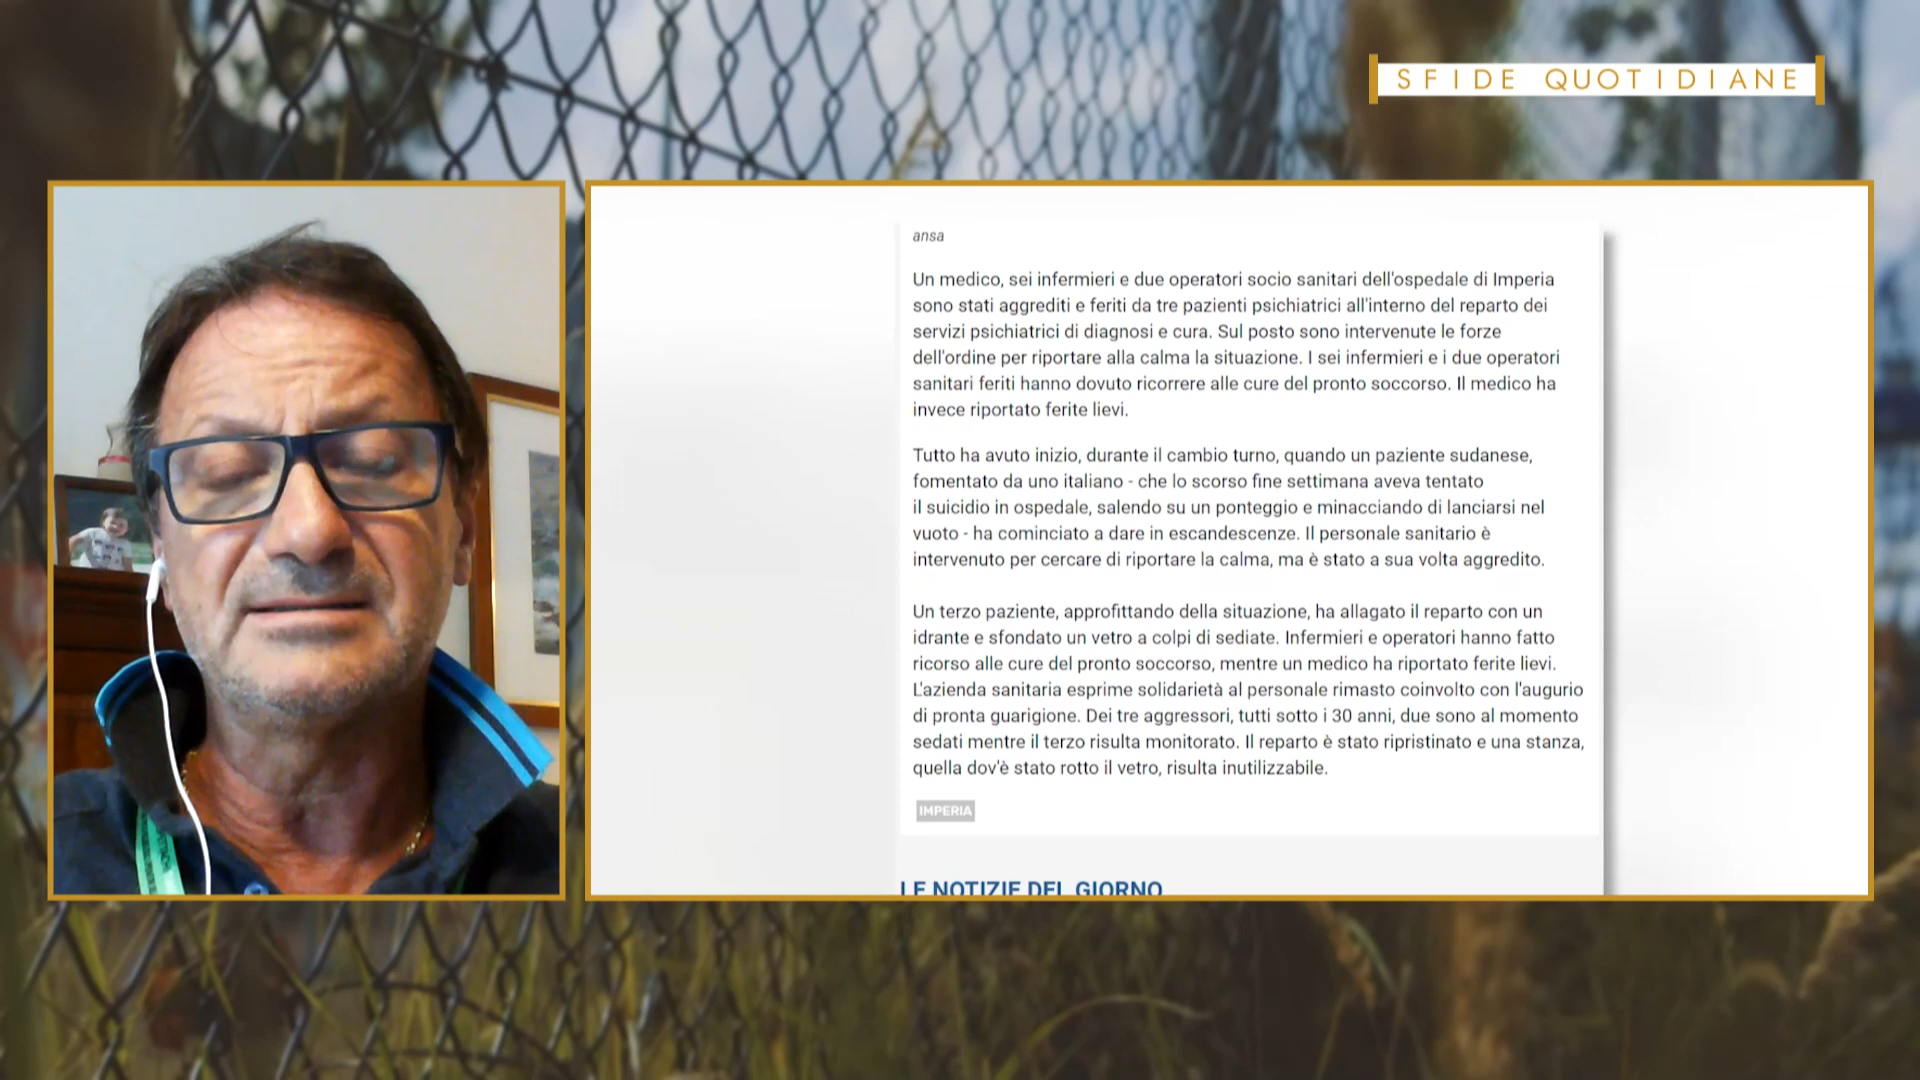 SFIDE QUOTIDIANE
ansa
Un medico, sei infermieri e due operatori socio sanitari dell'ospedale di Imperia
sono stati aggrediti e feriti da tre pazienti psichiatrici all'interno del reparto dei
servizi psichiatrici di diagnosi e cura. Sul posto sono intervenute le forze
dell'ordine per riportare alla calma la situazione. I sei infermieri e i due operatori
sanitari feriti hanno dovuto ricorrere alle cure del pronto soccorso. Il medico ha
invece riportato ferite lievi.
Tutto ha avuto inizio, durante il cambio turno, quando un paziente sudanese,
fomentato da uno italiano - che lo scorso fine settimana aveva tentato
il suicidio in ospedale, salendo su un ponteggio e minacciando di lanciarsi nel
vuoto - ha cominciato a dare in escandescenze. Il personale sanitario è
intervenuto per cercare di riportare la calma, ma è stato a sua volta aggredito.
Un terzo paziente, approfittando della situazione, ha allagato il reparto con un
idrante e sfondato un vetro a colpi di sediate. Infermieri e operatori hanno fatto
ricorso alle cure del pronto soccorso, mentre un medico ha riportato ferite lievi.
L'azienda sanitaria esprime solidarietà al personale rimasto coinvolto con l'augurio
di pronta guarigione. Dei tre aggressori, tutti sotto i 30 anni, due sono al momento
sedati mentre il terzo risulta monitorato. Il reparto è stato ripristinato e una stanza,
quella dov'è stato rotto il vetro, risulta inutilizzabile.
IMPERIA
LE NOTIZIE DEL GIORNO